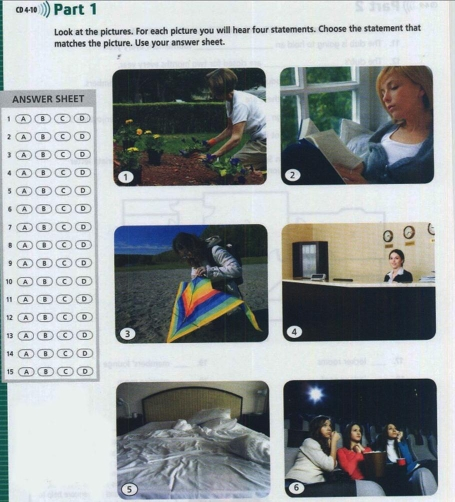 CD 4-10 Part 1
Look at the pictures. For each picture you will hear four statements. Choose the statement that
matches the picture. Use your answer sheet.
ANSWER SHEET
1 A B C D
2 A B C D
3 A B C D
4 A B C D
5 A B C D
6 A B C D
7 A B C D
8 A B C D
9 A B C D
10 A B C D
11 A B C D
12 A B C D
13 A B C D
14 A B C D
15 A B C D
1
2
3
4
5
6